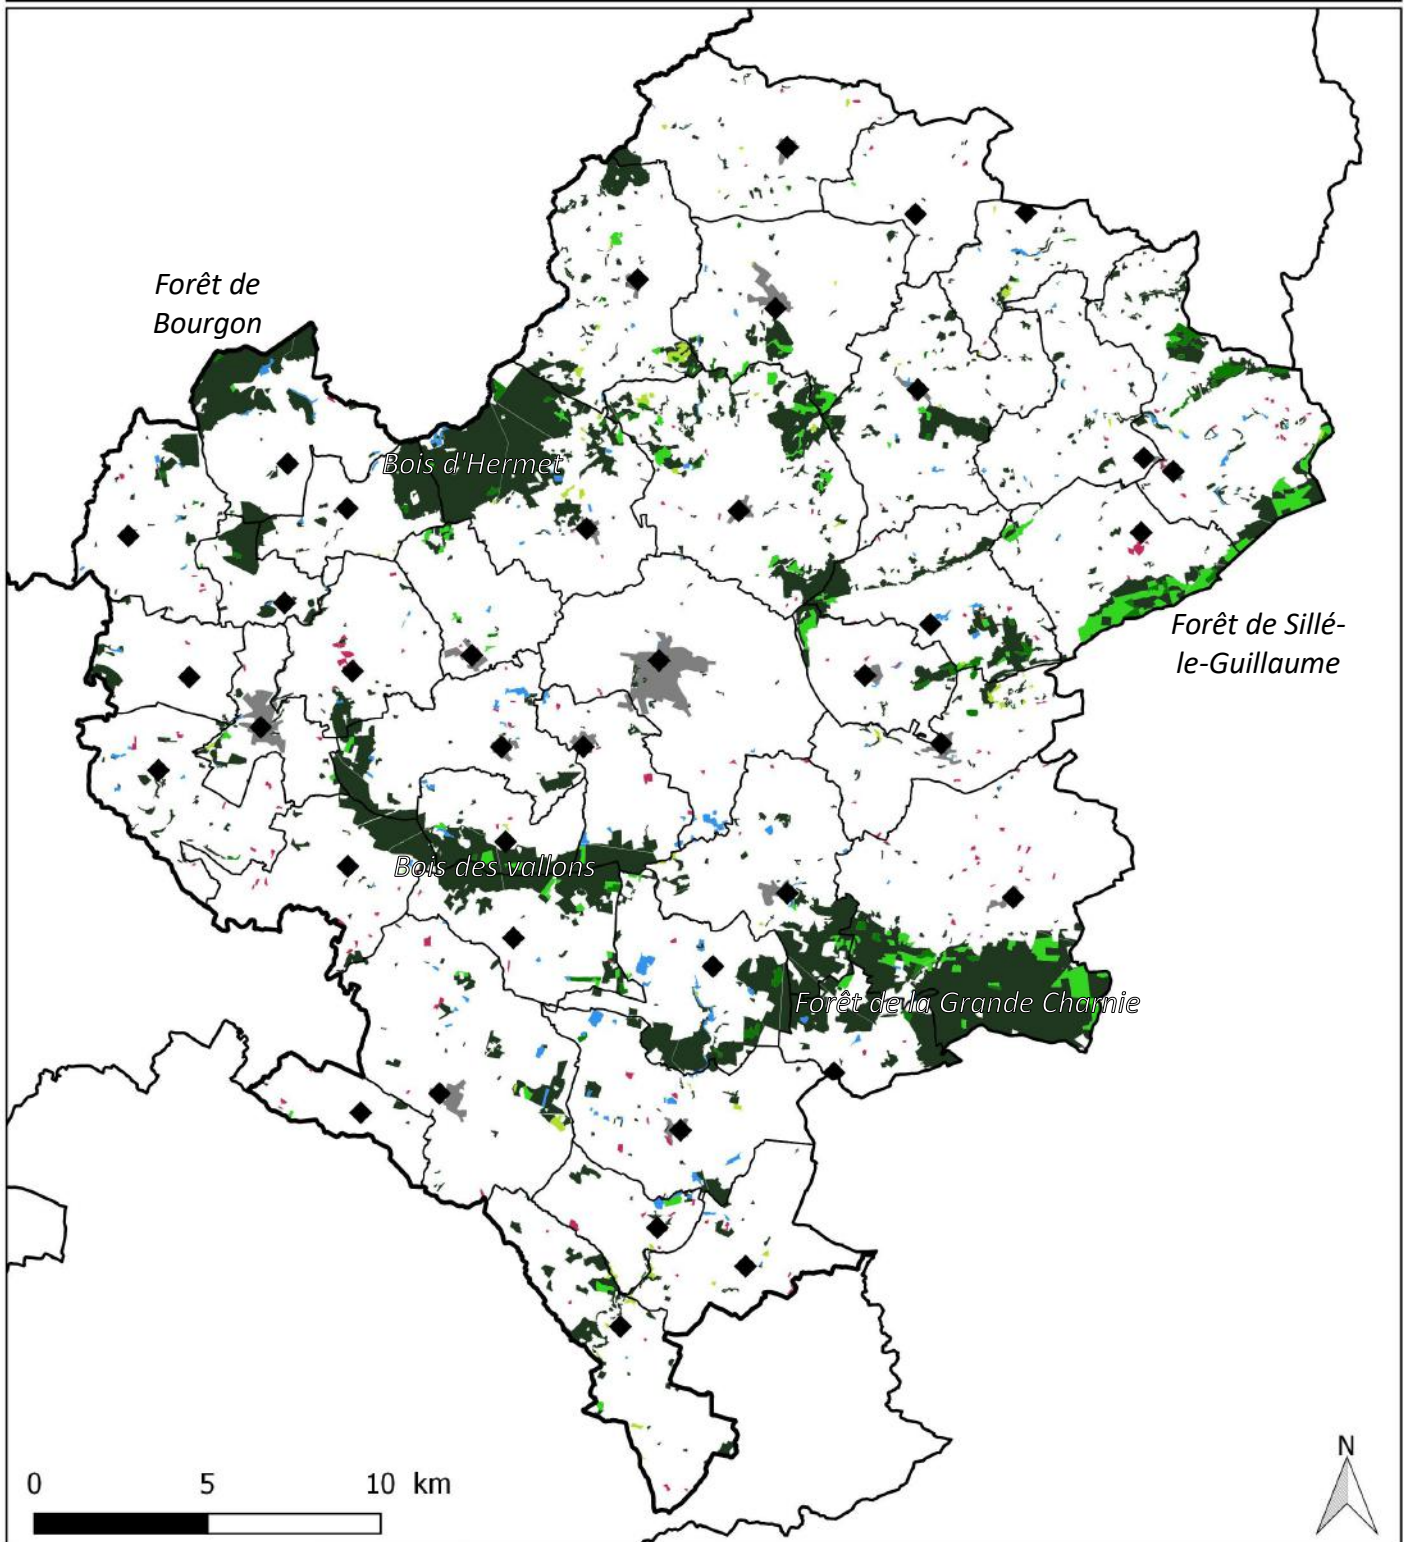 Forêt de
Bourgon
Bois d'Hermet
Forêt de Sillé-
le-Guillaume
Bois des vallons
Forêt de la Grande Charnie
0 5 10 km
N